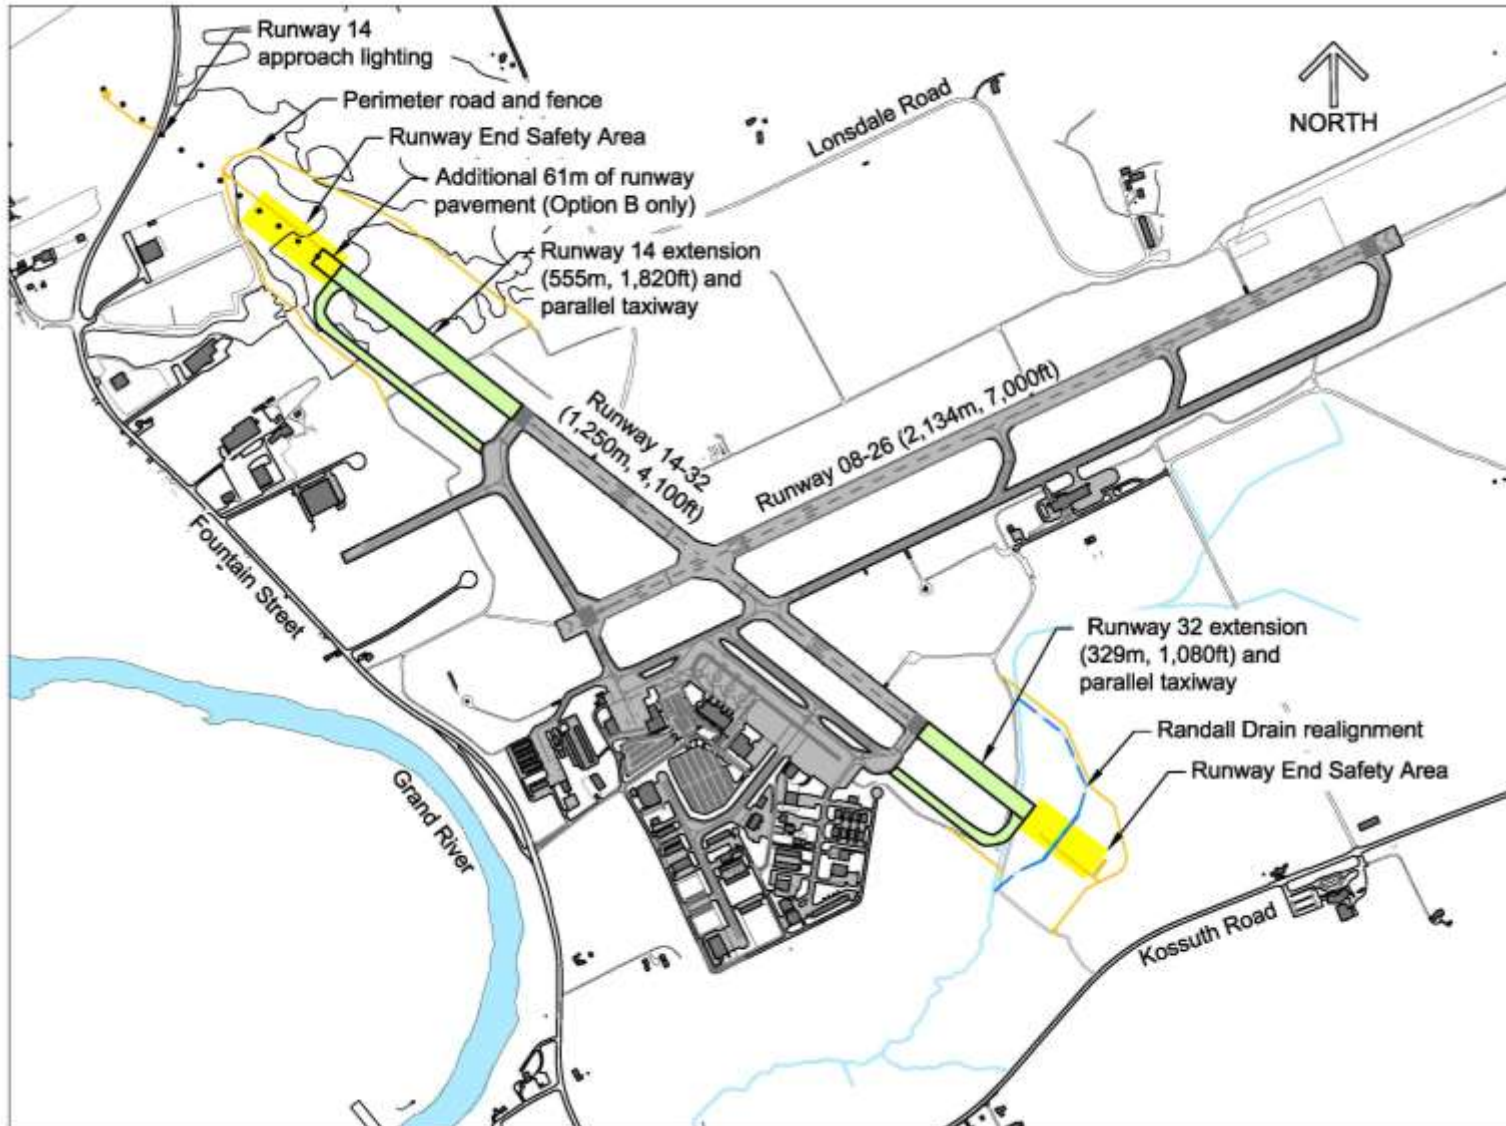 Runway 14
approach lighting
Perimeter road and fence
Runway End Safety Area
Additional 61m of runway
pavement (Option B only)
Runway 14 extension
(555m, 1,820ft) and
parallel taxiway
Lonsdale Road
NORTH
Runway 14-32
(1,250m, 4,100ft)
Runway 08-26 (2,134m, 7,000ft)
Fountain Street
Grand River
Runway 32 extension
(329m, 1,080ft) and
parallel taxiway
Randall Drain realignment
Runway End Safety Area
Kossuth Road